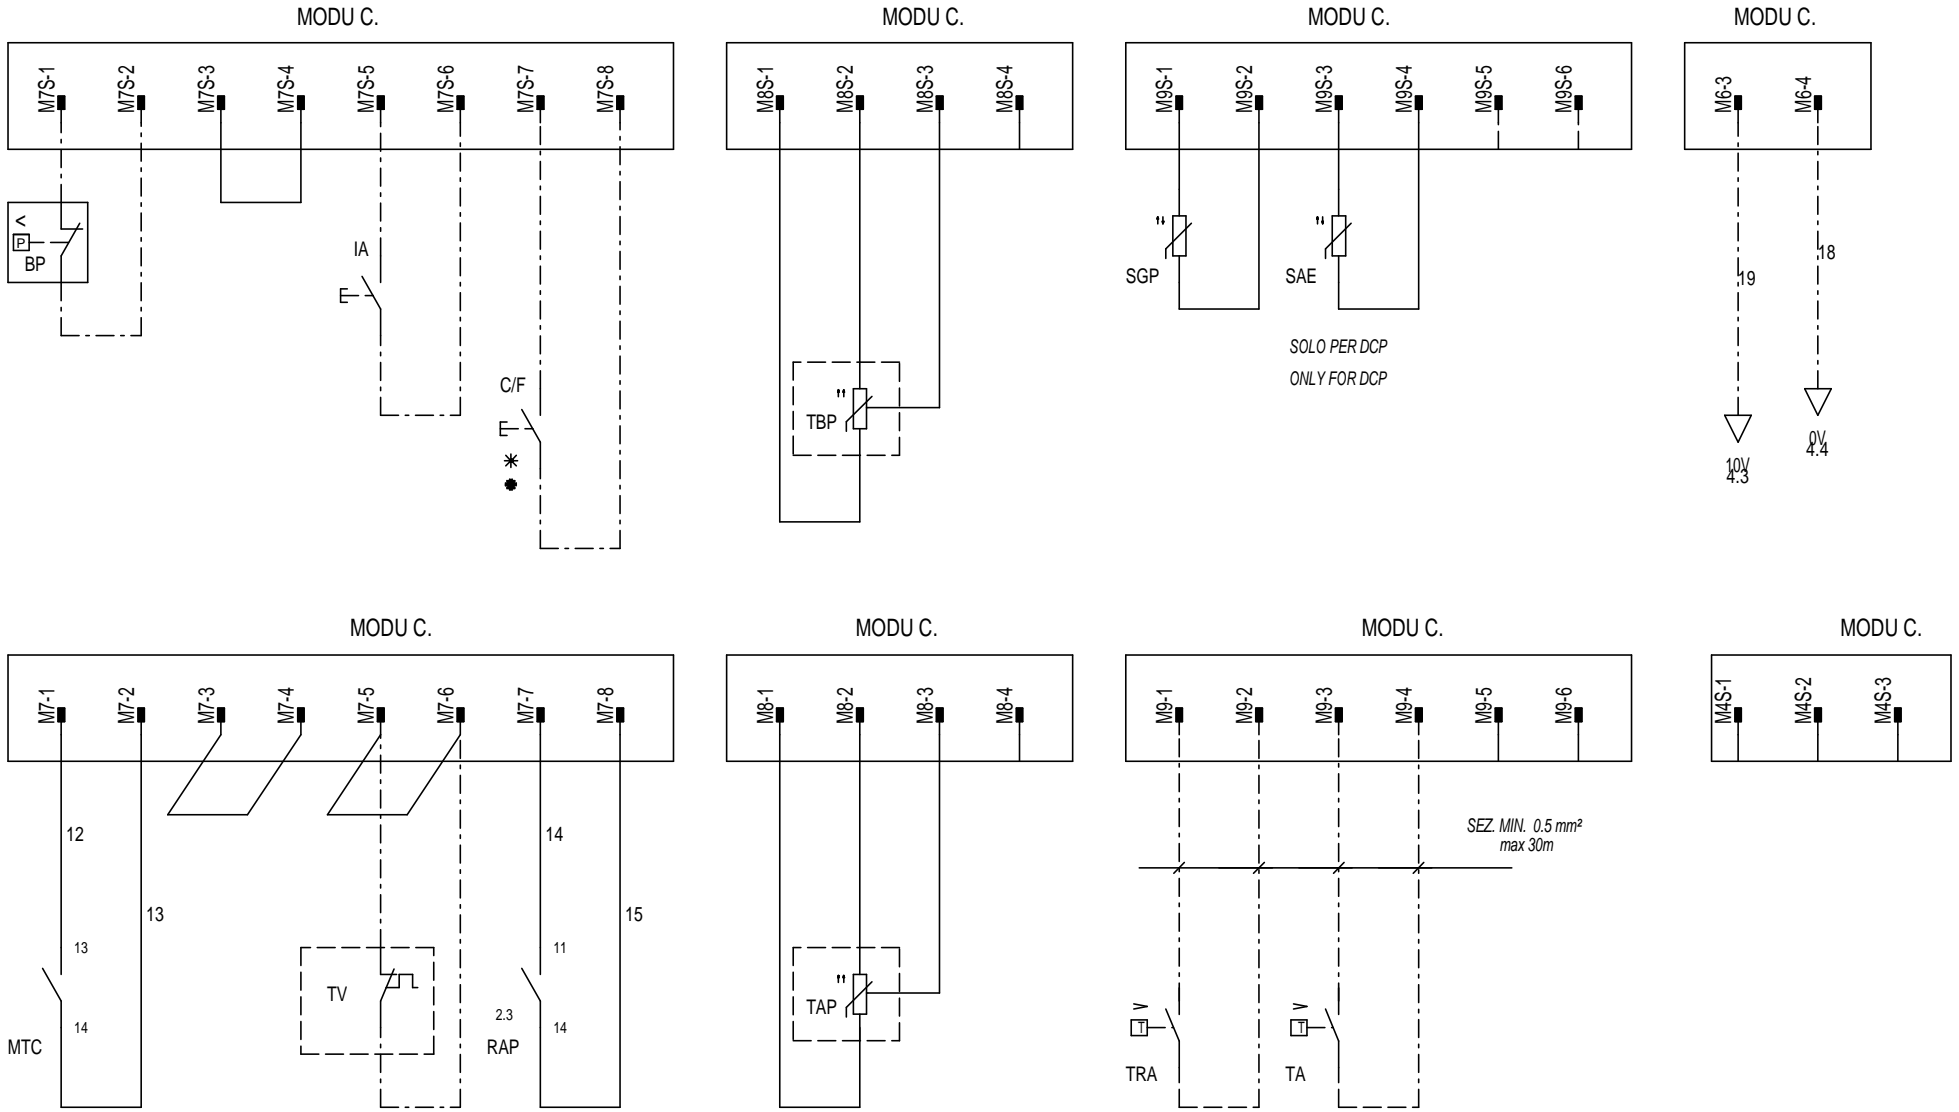 MODU C.
MODU C.
MODU C.
MODU C.
M7S-1
M7S-2
M7S-3
M7S-4
M7S-5
M7S-6
M7S-7
M7S-8
M8S-1
M8S-2
M8S-3
M8S-4
M9S-1
M9S-2
M9S-3
M9S-4
M9S-5
M9S-6
M6-3
M6-4
<
P
BP
IA
C/F
TBP
SGP
SAE
SOLO PER DCP
ONLY FOR DCP
19
18
10V
4.3
0V
4.4
MODU C.
MODU C.
MODU C.
MODU C.
M7-1
M7-2
M7-3
M7-4
M7-5
M7-6
M7-7
M7-8
M8-1
M8-2
M8-3
M8-4
M9-1
M9-2
M9-3
M9-4
M9-5
M9-6
M4S-1
M4S-2
M4S-3
12
13
14
15
SEZ. MIN. 0.5 mm²
max 30m
13
14
MTC
TV
11
2.3
14
RAP
TAP
>
T
TRA
>
T
TA